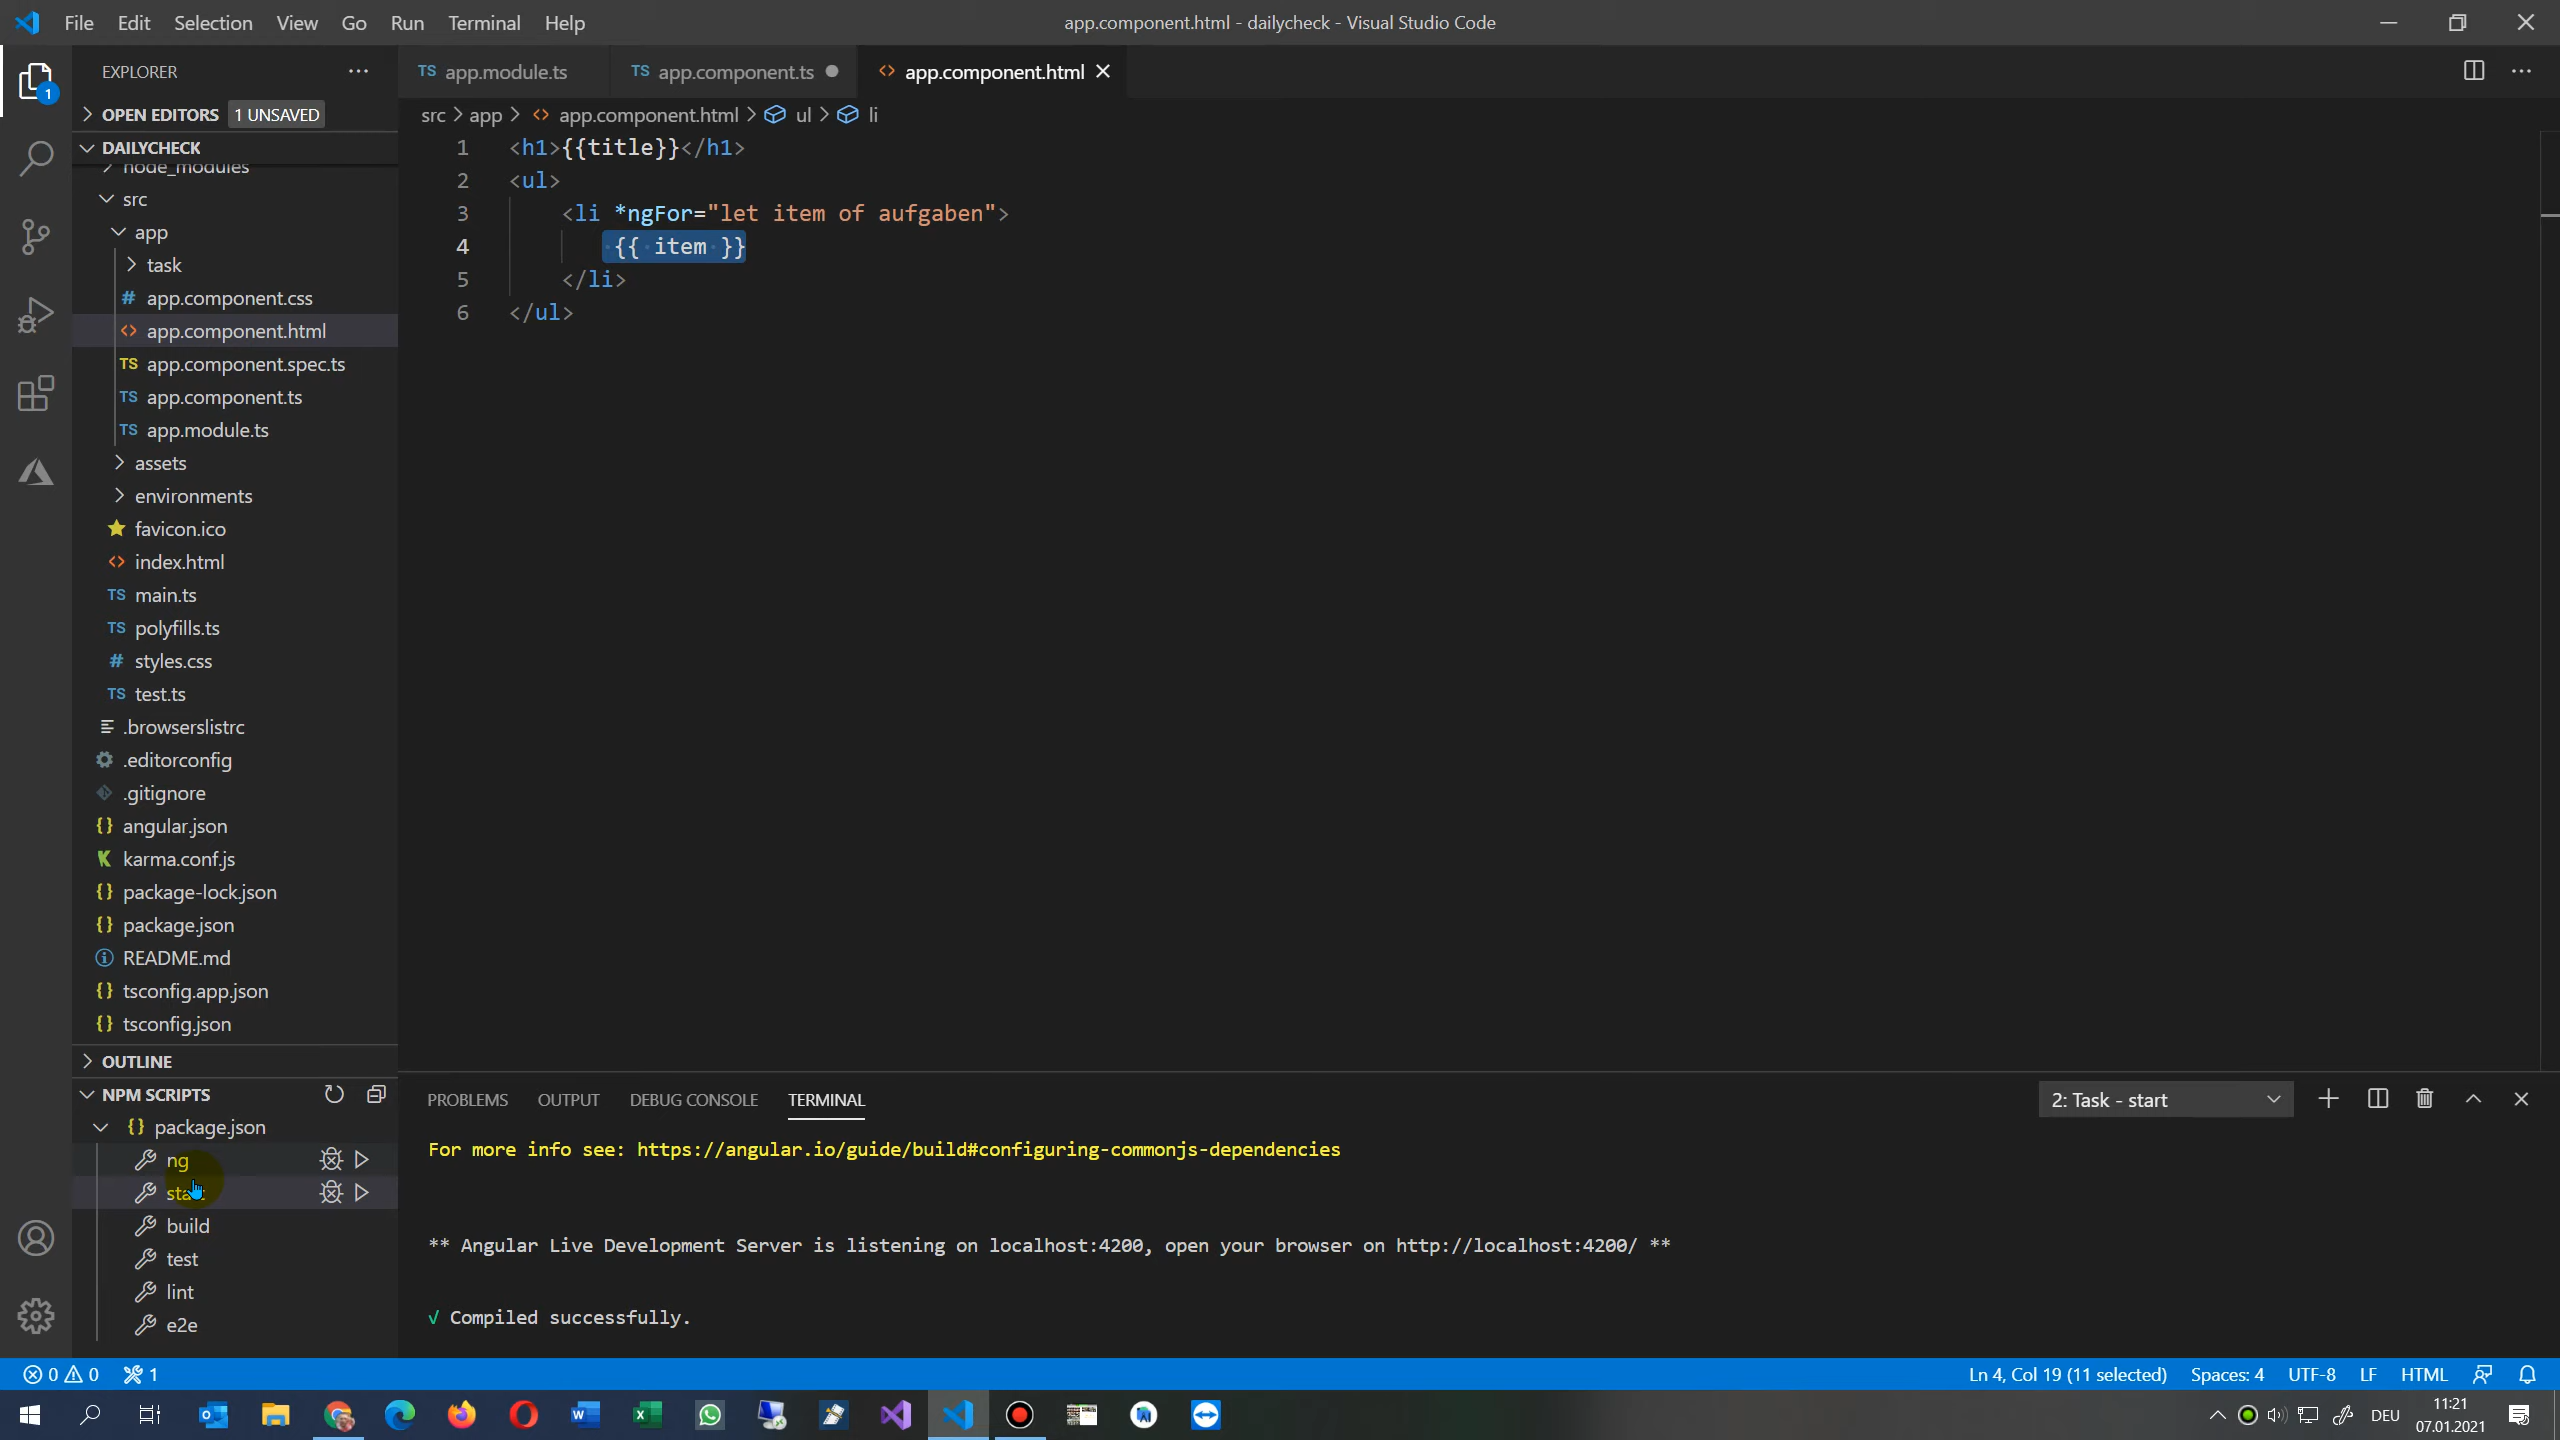 File Edit Selection View Go Run Terminal Help
app.component.html - dailycheck - Visual Studio Code
EXPLORER
TS app.module.ts
TS app.component.ts
app.component.html
OPEN EDITORS 1 UNSAVED
src > app > app.component.html > ul > li
DAILYCHECK
node_modules
src
app
task
# app.component.css
app.component.html
TS app.component.spec.ts
TS app.component.ts
TS app.module.ts
assets
environments
favicon.ico
index.html
TS main.ts
TS polyfills.ts
# styles.css
TS test.ts
.browserslistrc
.editorconfig
.gitignore
{} angular.json
karma.conf.js
{} package-lock.json
{} package.json
README.md
{} tsconfig.app.json
{} tsconfig.json
OUTLINE
NPM SCRIPTS
{} package.json
ng
build
test
lint
e2e
1 <h1>{{title}}</h1>
2 <ul>
3 <li *ngFor="let item of aufgaben">
4 {{ item }}
5 </li>
6 </ul>
PROBLEMS OUTPUT DEBUG CONSOLE TERMINAL
2: Task - start
For more info see: https://angular.io/guide/build#configuring-commonjs-dependencies
** Angular Live Development Server is listening on localhost:4200, open your browser on http://localhost:4200/ **
√ Compiled successfully.
0 0 1
Ln 4, Col 19 (11 selected) Spaces: 4 UTF-8 LF HTML
DEU
11:21
07.01.2021
1